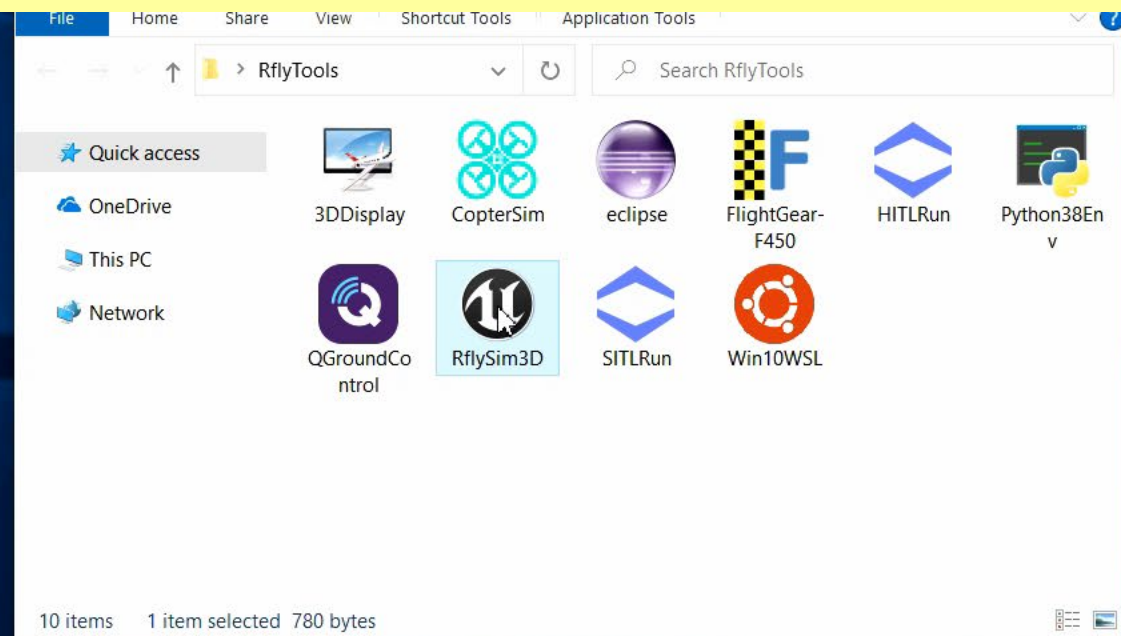 File Home Share View Shortcut Tools Application Tools
RflyTools Search RflyTools
Quick access
OneDrive
This PC
Network
3DDisplay CopterSim eclipse FlightGear- HITLRun Python38En
F450 v
QGroundCo RflySim3D SITLRun Win10WSL
ntrol
10 items 1 item selected 780 bytes